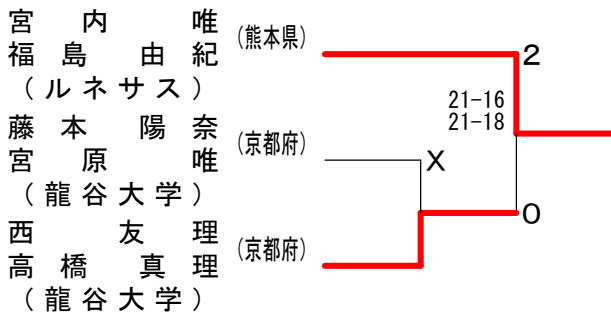 宮内唯
福島由紀
(熊本県)
(ルネサス)
2
21-16
21-18
藤本陽奈
宮原唯
(京都府)
(龍谷大学)
X
0
西友理
高橋真理
(京都府)
(龍谷大学)